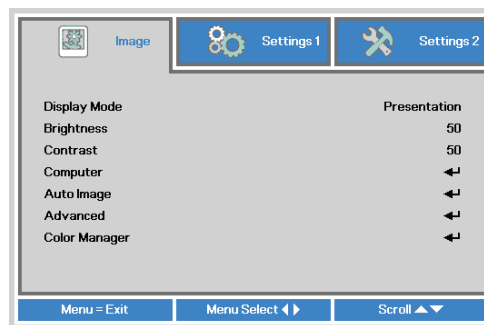 Image Settings 1 Settings 2
Display Mode Presentation
Brightness 50
Contrast 50
Computer ↵
Auto Image ↵
Advanced ↵
Color Manager ↵
Menu = Exit Menu Select ◀▶ Scroll ▲▼